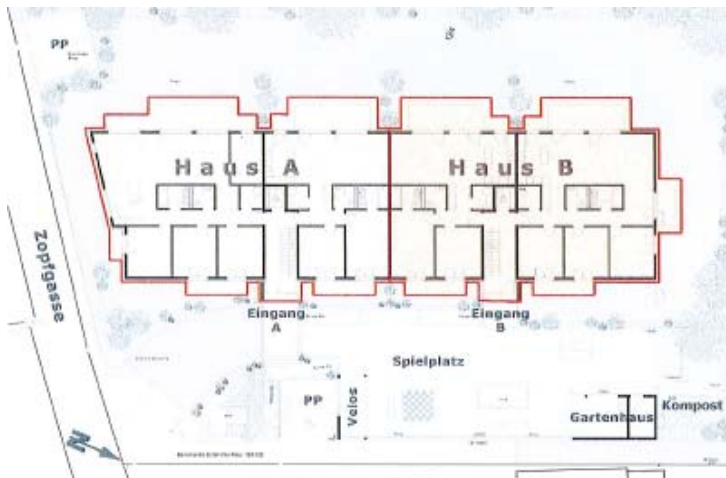 PP
Haus A
Haus B
Zopfgasse
Eingang
A
Eingang
B
Spielplatz
PP
Velos
Gartenhaus
Kompost
N